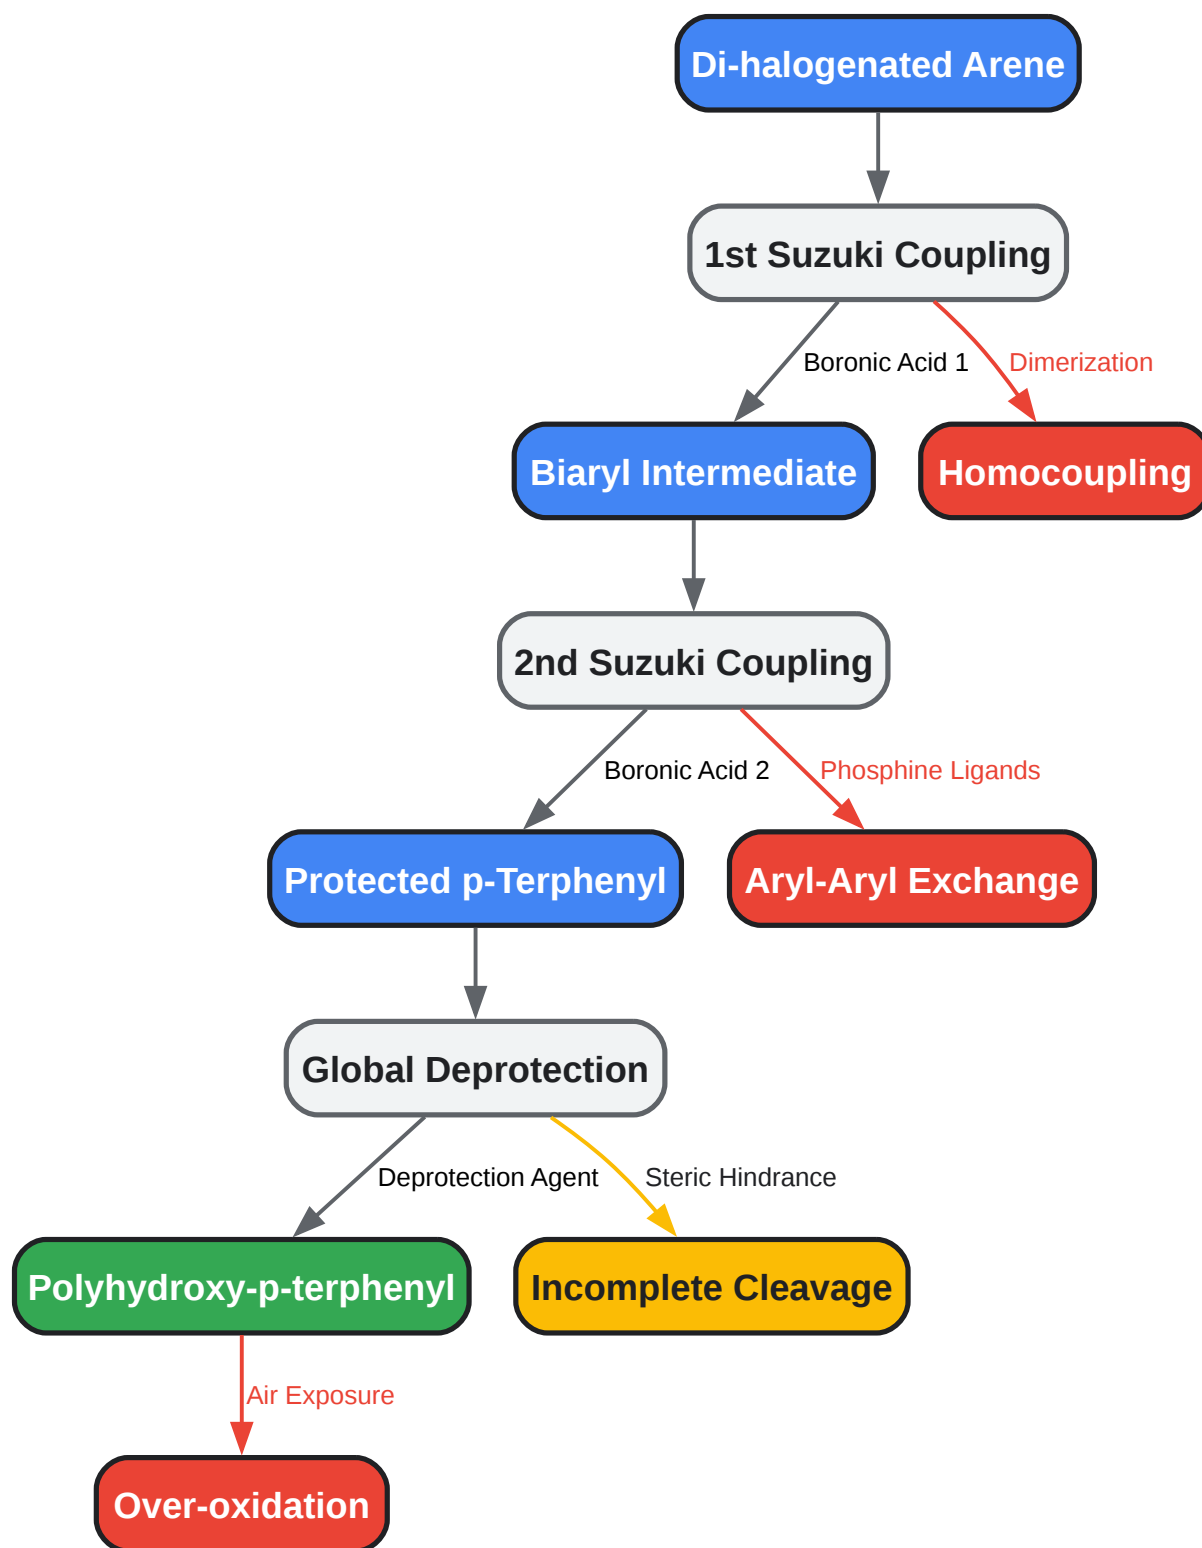 Di-halogenated Arene
1st Suzuki Coupling
Boronic Acid 1
Dimerization
Biaryl Intermediate
Homocoupling
2nd Suzuki Coupling
Boronic Acid 2
Phosphine Ligands
Protected p-Terphenyl
Aryl-Aryl Exchange
Global Deprotection
Deprotection Agent
Steric Hindrance
Polyhydroxy-p-terphenyl
Incomplete Cleavage
Air Exposure
Over-oxidation